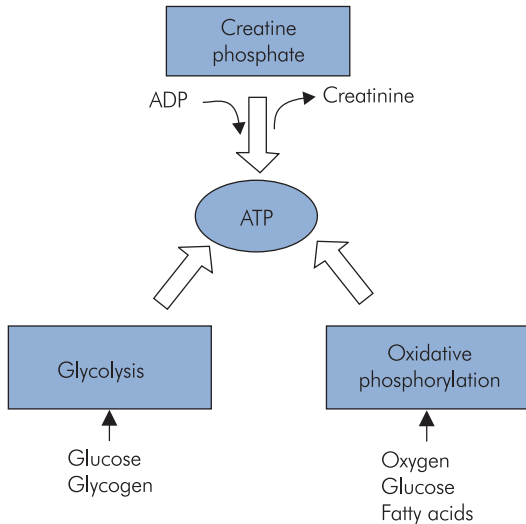 Creatine
phosphate
ADP
Creatinine
ATP
Glycolysis
Oxidative
phosphorylation
Glucose
Glycogen
Oxygen
Glucose
Fatty acids